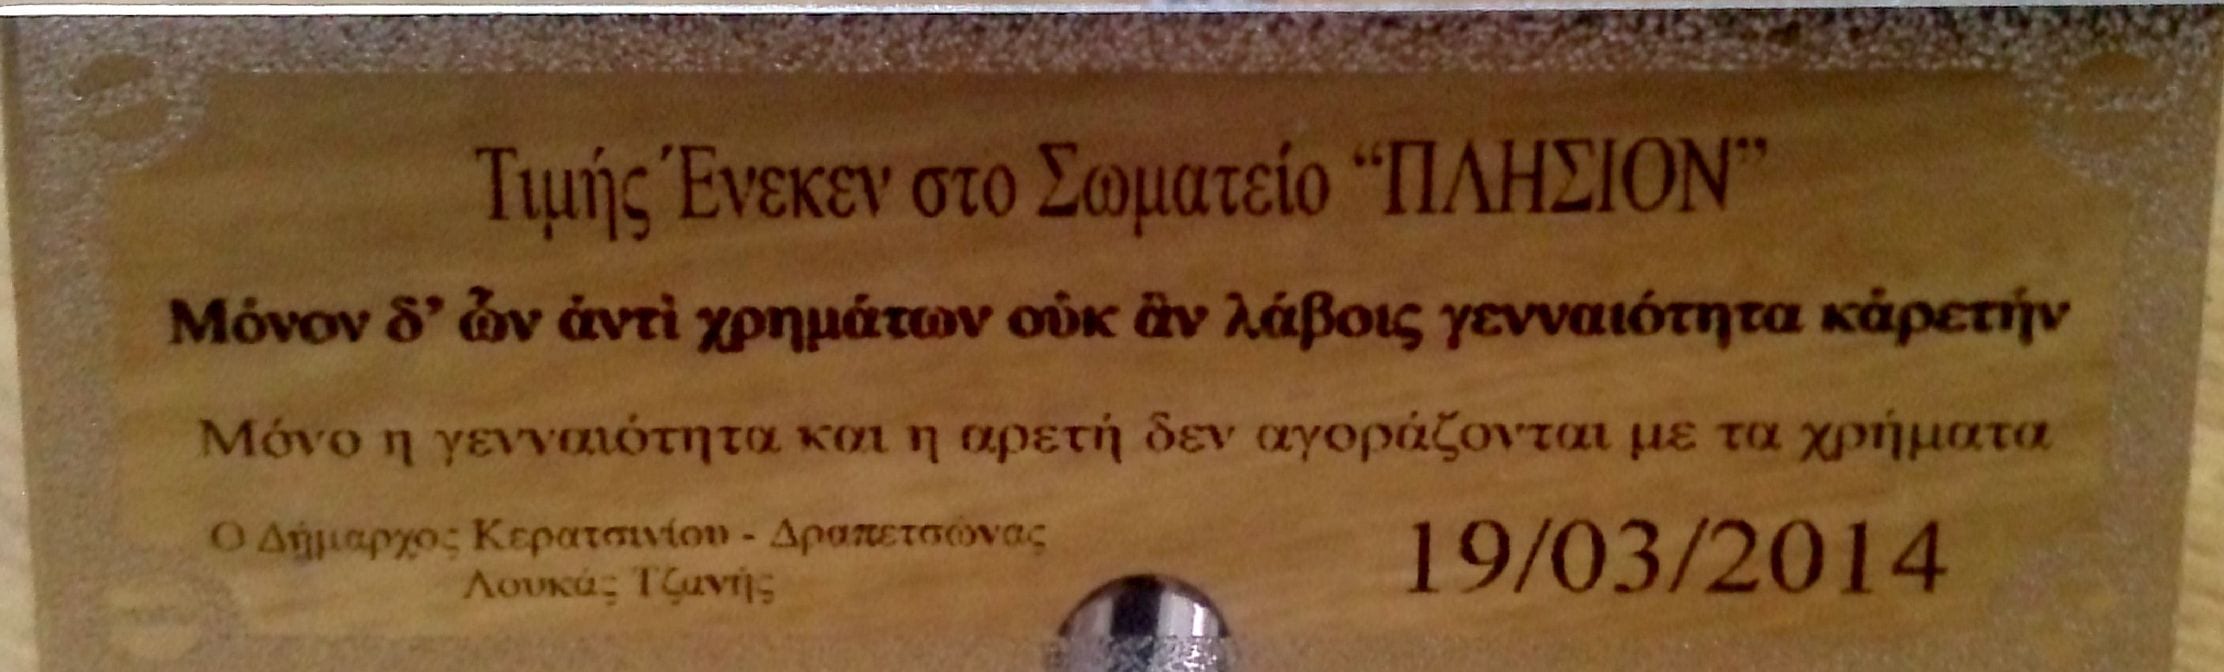 Τιμής Ένεκεν στο Σωματείο “ΠΛΗΣΙΟΝ”
Μόνον δ’ ὦν ἀντὶ χρημάτων οὐκ ἂν λάβοις γενναιότητα κἀρετήν
Μόνο η γενναιότητα και η αρετή δεν αγοράζονται με τα χρήματα
Ο Δήμαρχος Κερατσινίου - Δραπετσώνας
Λουκάς Τζανής
19/03/2014